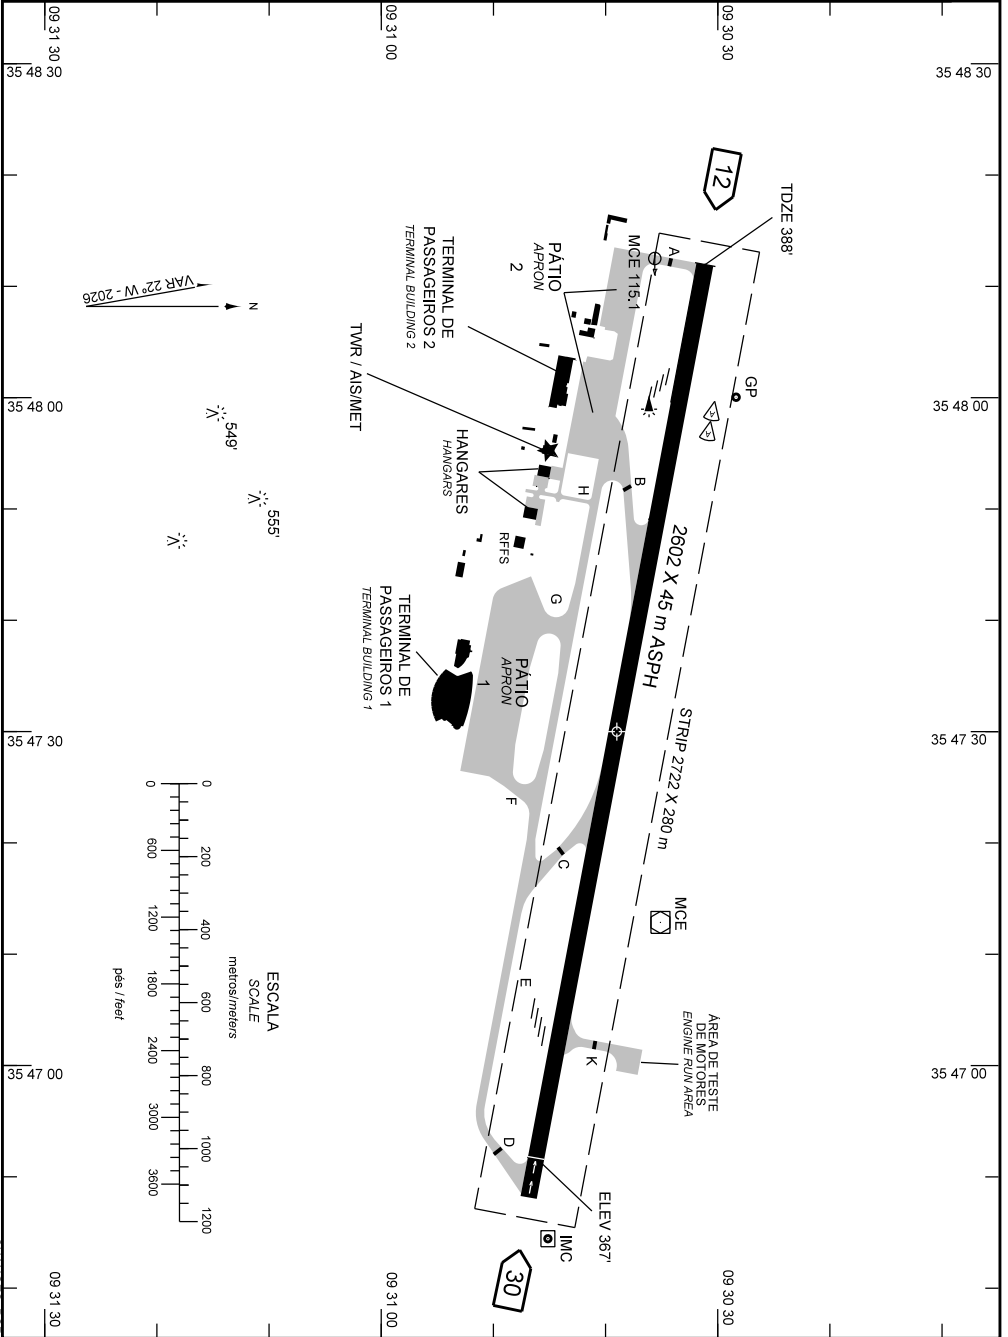 09 31 30
09 31 00
09 30 30
35 48 30
35 48 30
12
TDZE 388'
A
MCE 115.1
PÁTIO
APRON
2
TERMINAL DE
PASSAGEIROS 2
TERMINAL BUILDING 2
VAR 22º W - 2026
N
TWR / AIS/MET
GP
35 48 00
35 48 00
549'
555'
HANGARES
HANGARS
H
B
RFFS
2602 X 45 m ASPH
G
TERMINAL DE
PASSAGEIROS 1
TERMINAL BUILDING 1
PÁTIO
APRON
1
STRIP 2722 X 280 m
35 47 30
35 47 30
F
C
MCE
E
ÁREA DE TESTE
DE MOTORES
ENGINE RUN AREA
K
35 47 00
35 47 00
D
ELEV 367'
IMC
30
ESCALA
SCALE
metros/meters
0 200 400 600 800 1000 1200
0 600 1200 1800 2400 3000 3600
pés / feet
09 31 30
09 31 00
09 30 30